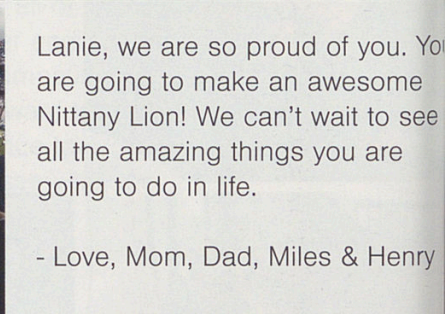 Lanie, we are so proud of you. You
are going to make an awesome
Nittany Lion! We can't wait to see
all the amazing things you are
going to do in life.
- Love, Mom, Dad, Miles & Henry